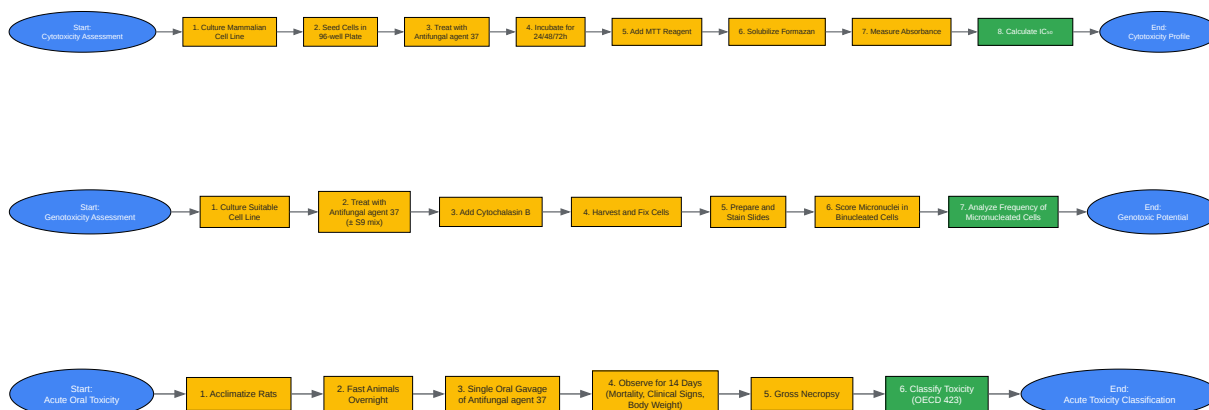 Start:
Cytotoxicity Assessment
1. Culture Mammalian
Cell Line
2. Seed Cells in
96-well Plate
3. Treat with
Antifungal agent 37
4. Incubate for
24/48/72h
5. Add MTT Reagent
6. Solubilize Formazan
7. Measure Absorbance
8. Calculate IC₅₀
End:
Cytotoxicity Profile
Start:
Genotoxicity Assessment
1. Culture Suitable
Cell Line
2. Treat with
Antifungal agent 37
(± S9 mix)
3. Add Cytochalasin B
4. Harvest and Fix Cells
5. Prepare and
Stain Slides
6. Score Micronuclei in
Binucleated Cells
7. Analyze Frequency of
Micronucleated Cells
End:
Genotoxic Potential
Start:
Acute Oral Toxicity
1. Acclimatize Rats
2. Fast Animals
Overnight
3. Single Oral Gavage
of Antifungal agent 37
4. Observe for 14 Days
(Mortality, Clinical Signs,
Body Weight)
5. Gross Necropsy
6. Classify Toxicity
(OECD 423)
End:
Acute Toxicity Classification